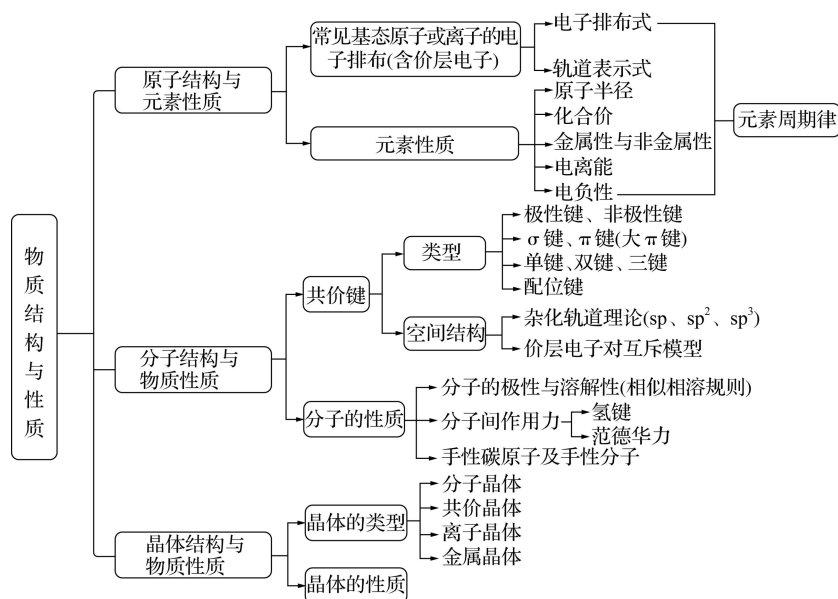 物质结构与性质
原子结构与
元素性质
常见基态原子或离子的电
子排布(含价层电子)
电子排布式
轨道表示式
元素性质
原子半径
化合价
金属性与非金属性
电离能
电负性
元素周期律
分子结构与
物质性质
共价键
类型
极性键、非极性键
σ键、π键(大π键)
单键、双键、三键
配位键
空间结构
杂化轨道理论(sp、sp²、sp³)
价层电子对互斥模型
分子的性质
分子的极性与溶解性(相似相溶规则)
分子间作用力
氢键
范德华力
手性碳原子及手性分子
晶体结构与
物质性质
晶体的类型
分子晶体
共价晶体
离子晶体
金属晶体
晶体的性质